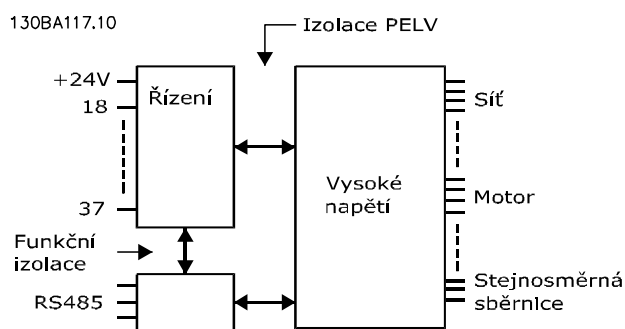 130BA117.10
Izolace PELV
+24V
Řízení
18
Síť
Vysoké
napětí
37
Motor
Funkční
izolace
RS485
Stejnosměrná
sběrnice